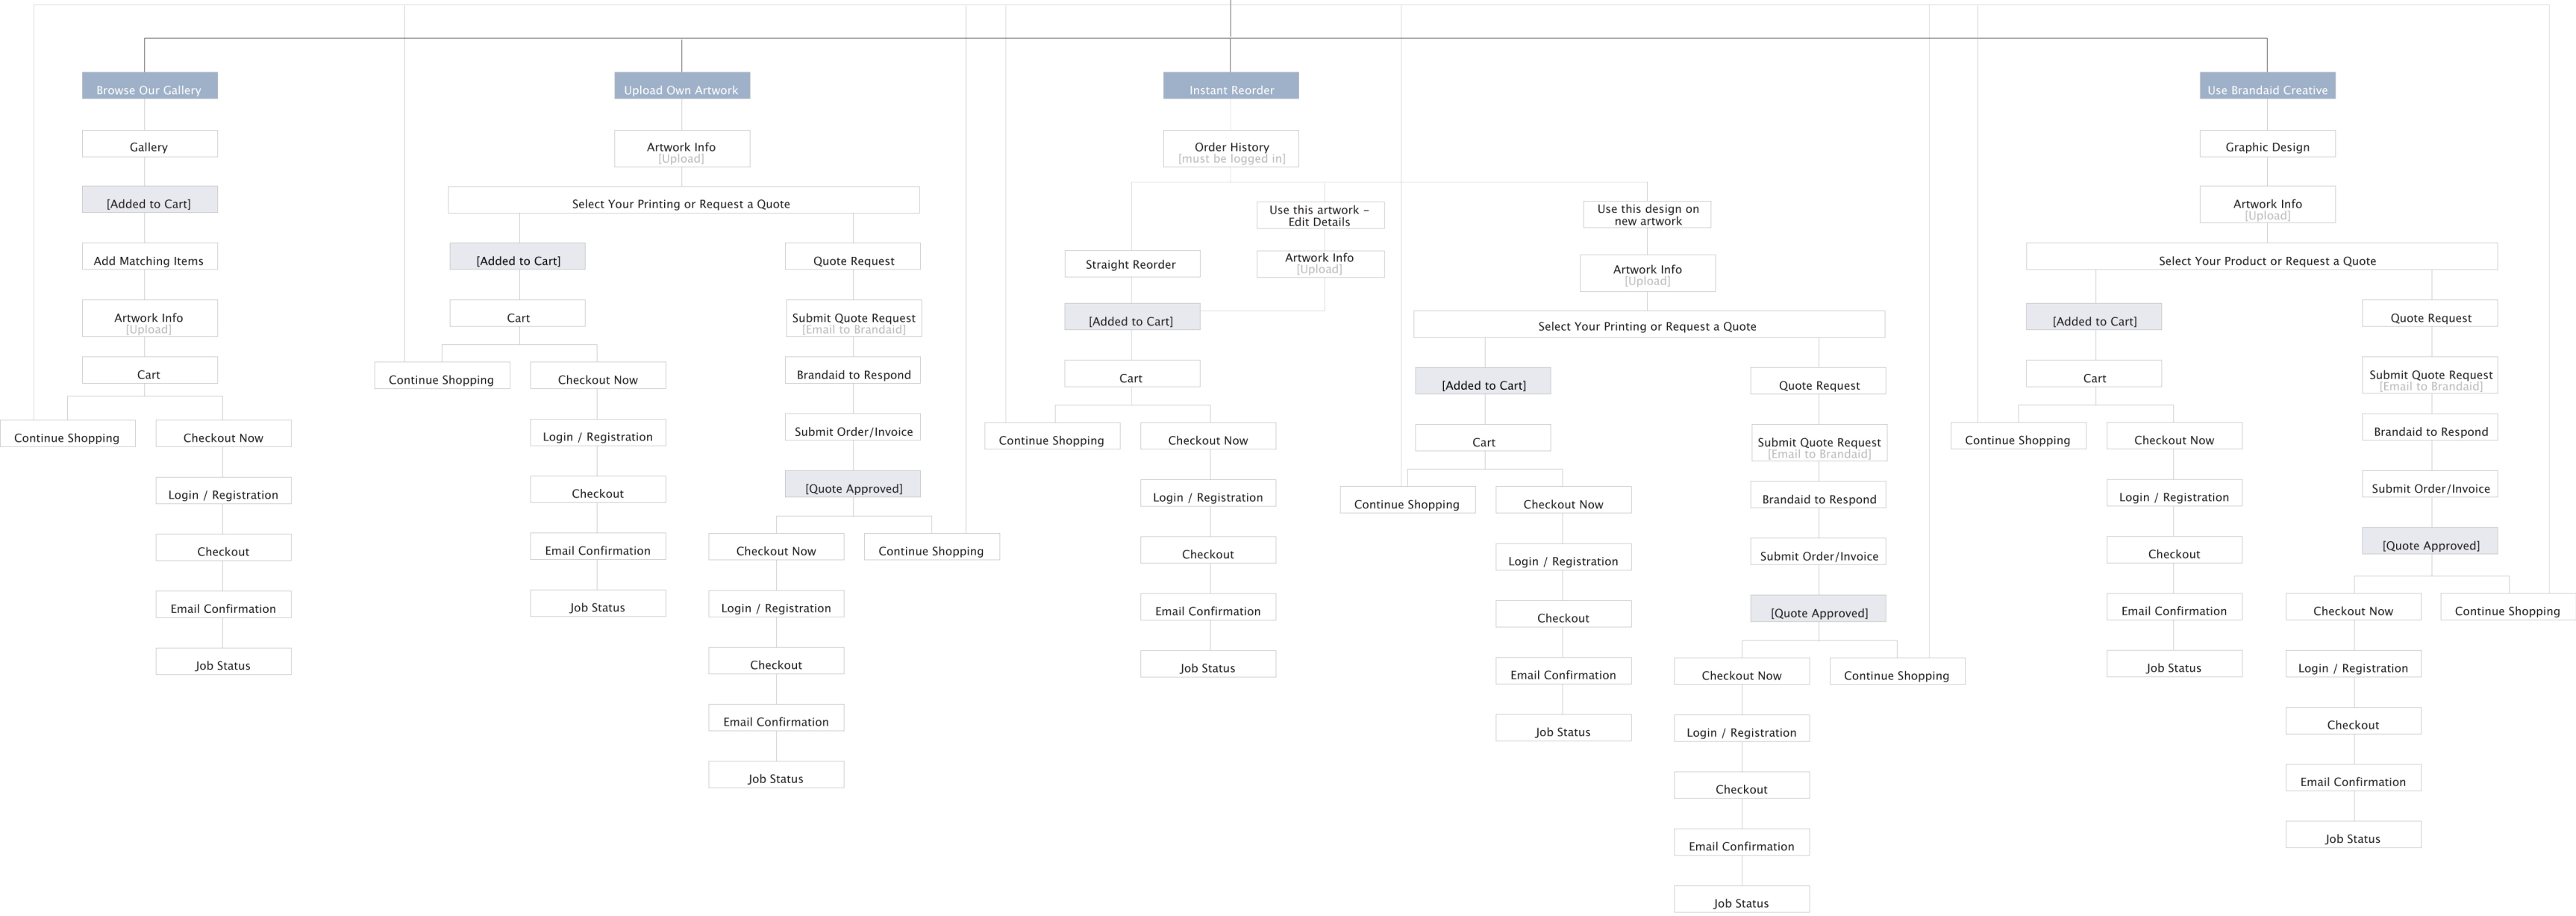 Browse Our Gallery
Gallery
[Added to Cart]
Add Matching Items
Artwork Info
[Upload]
Cart
Continue Shopping
Checkout Now
Login / Registration
Checkout
Email Confirmation
Job Status
Upload Own Artwork
Artwork Info
[Upload]
Select Your Printing or Request a Quote
[Added to Cart]
Cart
Continue Shopping
Checkout Now
Login / Registration
Checkout
Email Confirmation
Job Status
Quote Request
Submit Quote Request
[Email to Brandaid]
Brandaid to Respond
Submit Order/Invoice
[Quote Approved]
Checkout Now
Continue Shopping
Login / Registration
Checkout
Email Confirmation
Job Status
Instant Reorder
Order History
[must be logged in]
Straight Reorder
Use this artwork –
Edit Details
Artwork Info
[Upload]
[Added to Cart]
Cart
Continue Shopping
Checkout Now
Login / Registration
Checkout
Email Confirmation
Job Status
Use this design on
new artwork
Artwork Info
[Upload]
Select Your Printing or Request a Quote
[Added to Cart]
Cart
Continue Shopping
Checkout Now
Login / Registration
Checkout
Email Confirmation
Job Status
Quote Request
Submit Quote Request
[Email to Brandaid]
Brandaid to Respond
Submit Order/Invoice
[Quote Approved]
Checkout Now
Continue Shopping
Login / Registration
Checkout
Email Confirmation
Job Status
Use Brandaid Creative
Graphic Design
Artwork Info
[Upload]
Select Your Product or Request a Quote
[Added to Cart]
Cart
Continue Shopping
Checkout Now
Login / Registration
Checkout
Email Confirmation
Job Status
Quote Request
Submit Quote Request
[Email to Brandaid]
Brandaid to Respond
Submit Order/Invoice
[Quote Approved]
Checkout Now
Continue Shopping
Login / Registration
Checkout
Email Confirmation
Job Status